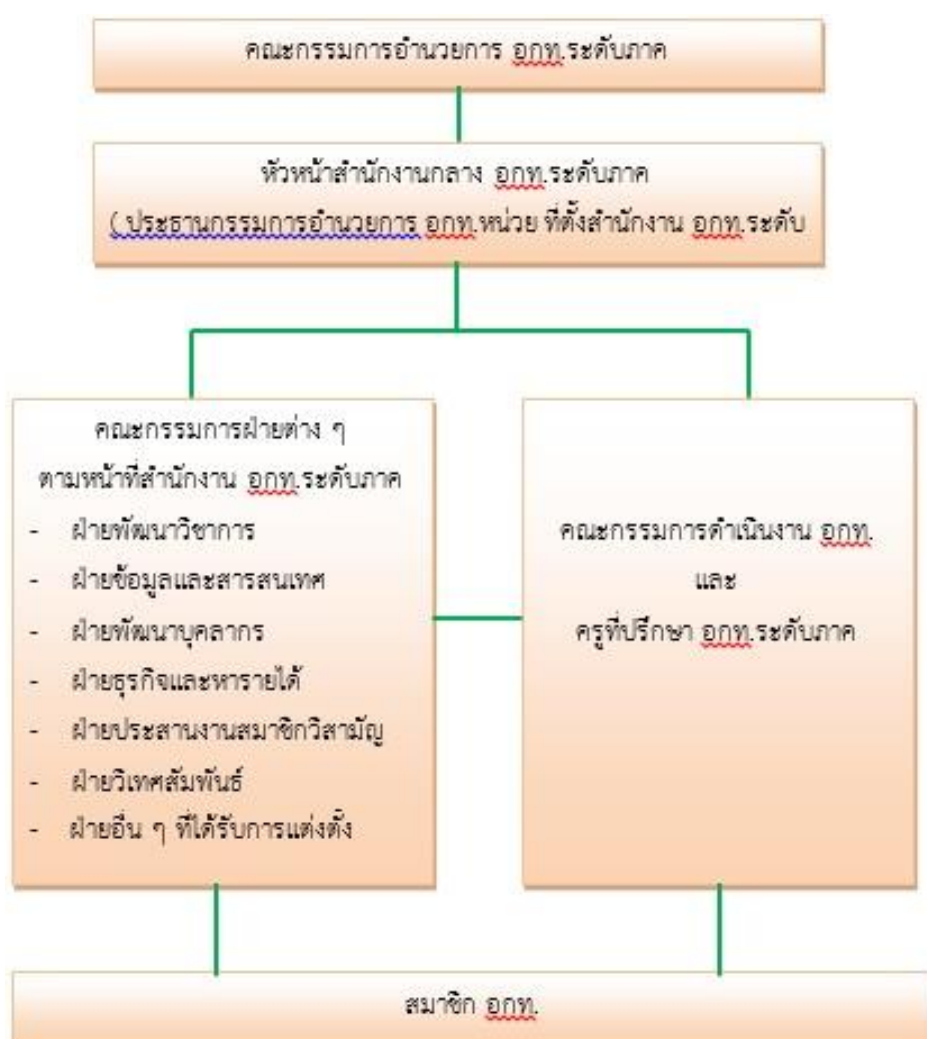 คณะกรรมการอำนวยการ อกท.ระดับภาค
หัวหน้าสำนักงานกลาง อกท.ระดับภาค
( ประธานกรรมการอำนวยการ อกท.หน่วย ที่ตั้งสำนักงาน อกท.ระดับ
คณะกรรมการฝ่ายต่าง ๆ
ตามหน้าที่สำนักงาน อกท.ระดับภาค
- ฝ่ายพัฒนาวิชาการ
- ฝ่ายข้อมูลและสารสนเทศ
- ฝ่ายพัฒนาบุคลากร
- ฝ่ายธุรกิจและหารายได้
- ฝ่ายประสานงานสมาชิกวิสามัญ
- ฝ่ายวิเทศสัมพันธ์
- ฝ่ายอื่น ๆ ที่ได้รับการแต่งตั้ง
คณะกรรมการดำเนินงาน อกท.
และ
ครูที่ปรึกษา อกท.ระดับภาค
สมาชิก อกท.